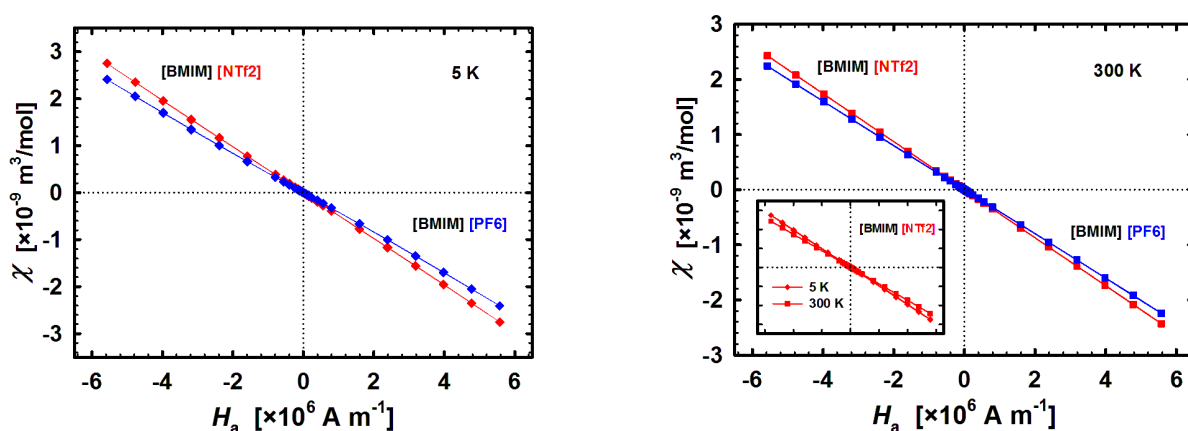 3
2
1
0
-1
-2
-3
-6 -4 -2 0 2 4 6
χ [×10⁻⁹ m³/mol]
Hₐ [×10⁶ A m⁻¹]
[BMIM] [NTf2]
5 K
[BMIM] [PF6]
3
2
1
0
-1
-2
-3
-6 -4 -2 0 2 4 6
χ [×10⁻⁹ m³/mol]
Hₐ [×10⁶ A m⁻¹]
[BMIM] [NTf2]
300 K
[BMIM] [PF6]
[BMIM] [NTf2]
5 K
300 K